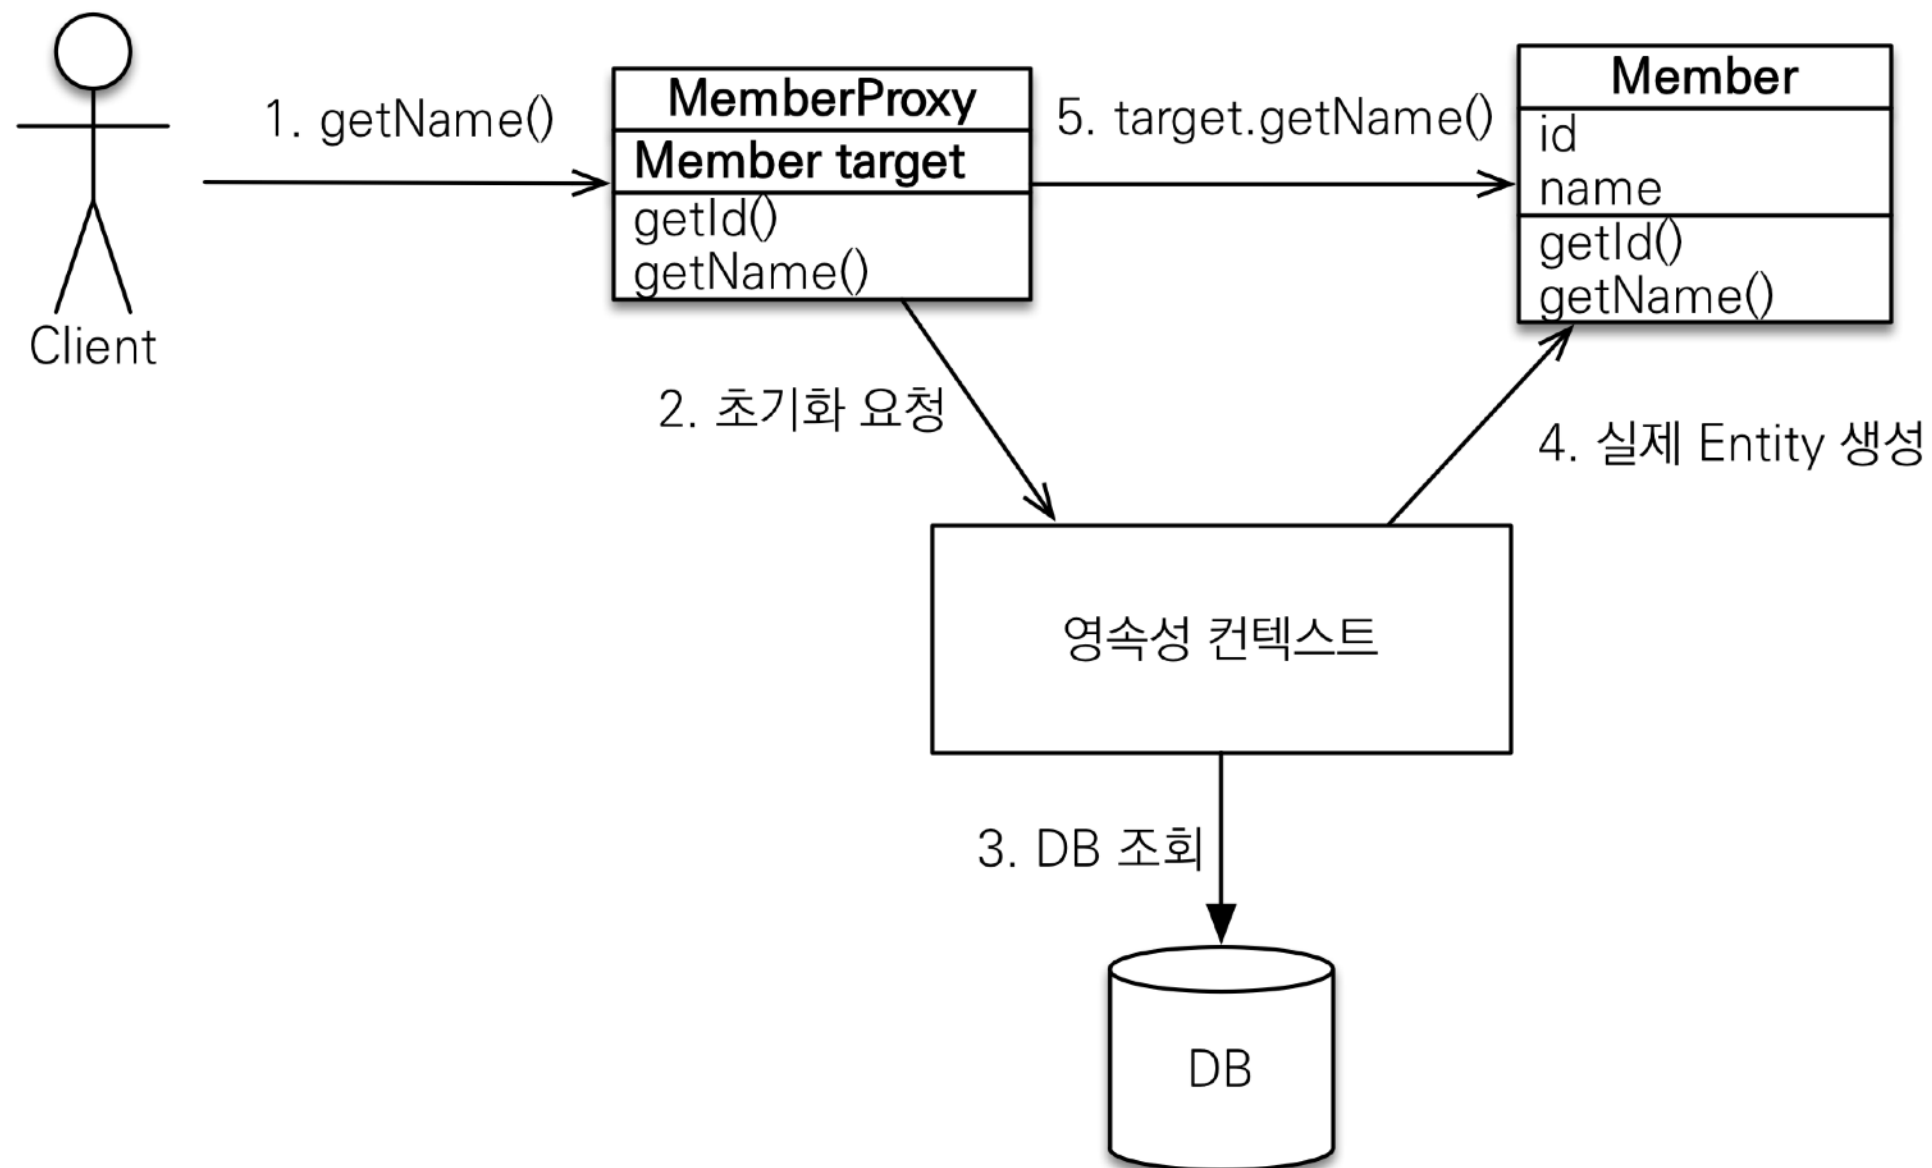 1. getName()
MemberProxy
Member target
getId()
getName()
5. target.getName()
Member
id
name
getId()
getName()
Client
2. 초기화 요청
4. 실제 Entity 생성
영속성 컨텍스트
3. DB 조회
DB